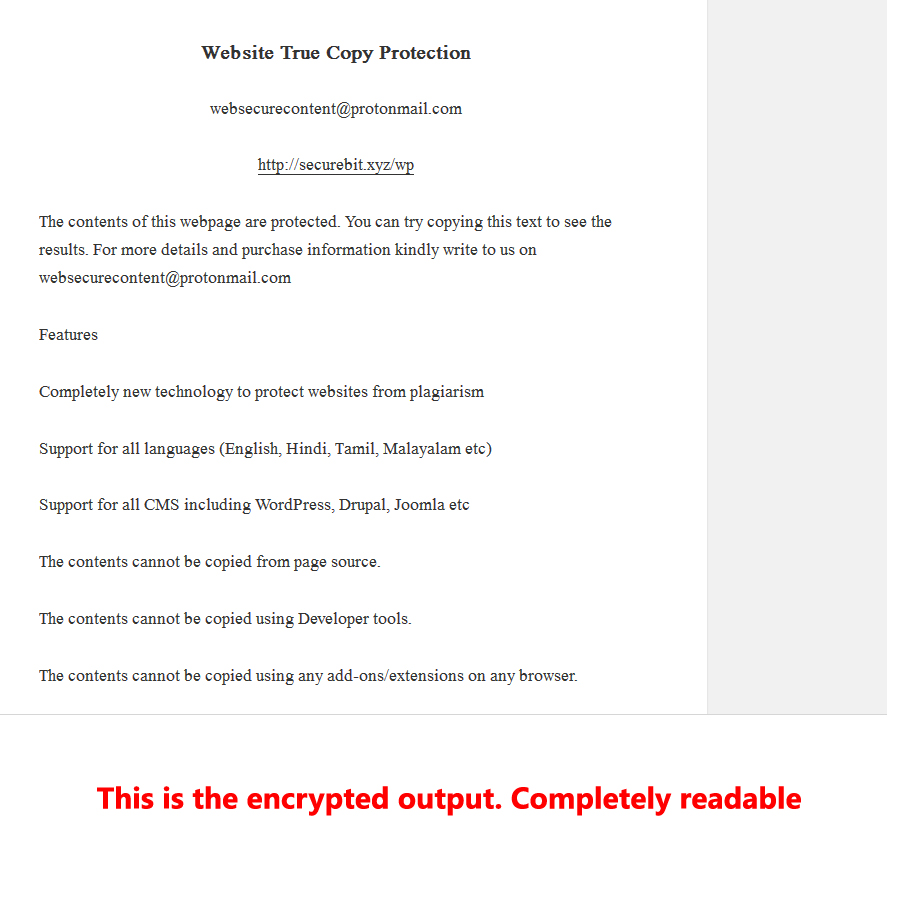 Website True Copy Protection
websecurecontent@protonmail.com
http://securebit.xyz/wp
The contents of this webpage are protected. You can try copying this text to see the
results. For more details and purchase information kindly write to us on
websecurecontent@protonmail.com
Features
Completely new technology to protect websites from plagiarism
Support for all languages (English, Hindi, Tamil, Malayalam etc)
Support for all CMS including WordPress, Drupal, Joomla etc
The contents cannot be copied from page source.
The contents cannot be copied using Developer tools.
The contents cannot be copied using any add-ons/extensions on any browser.
This is the encrypted output. Completely readable